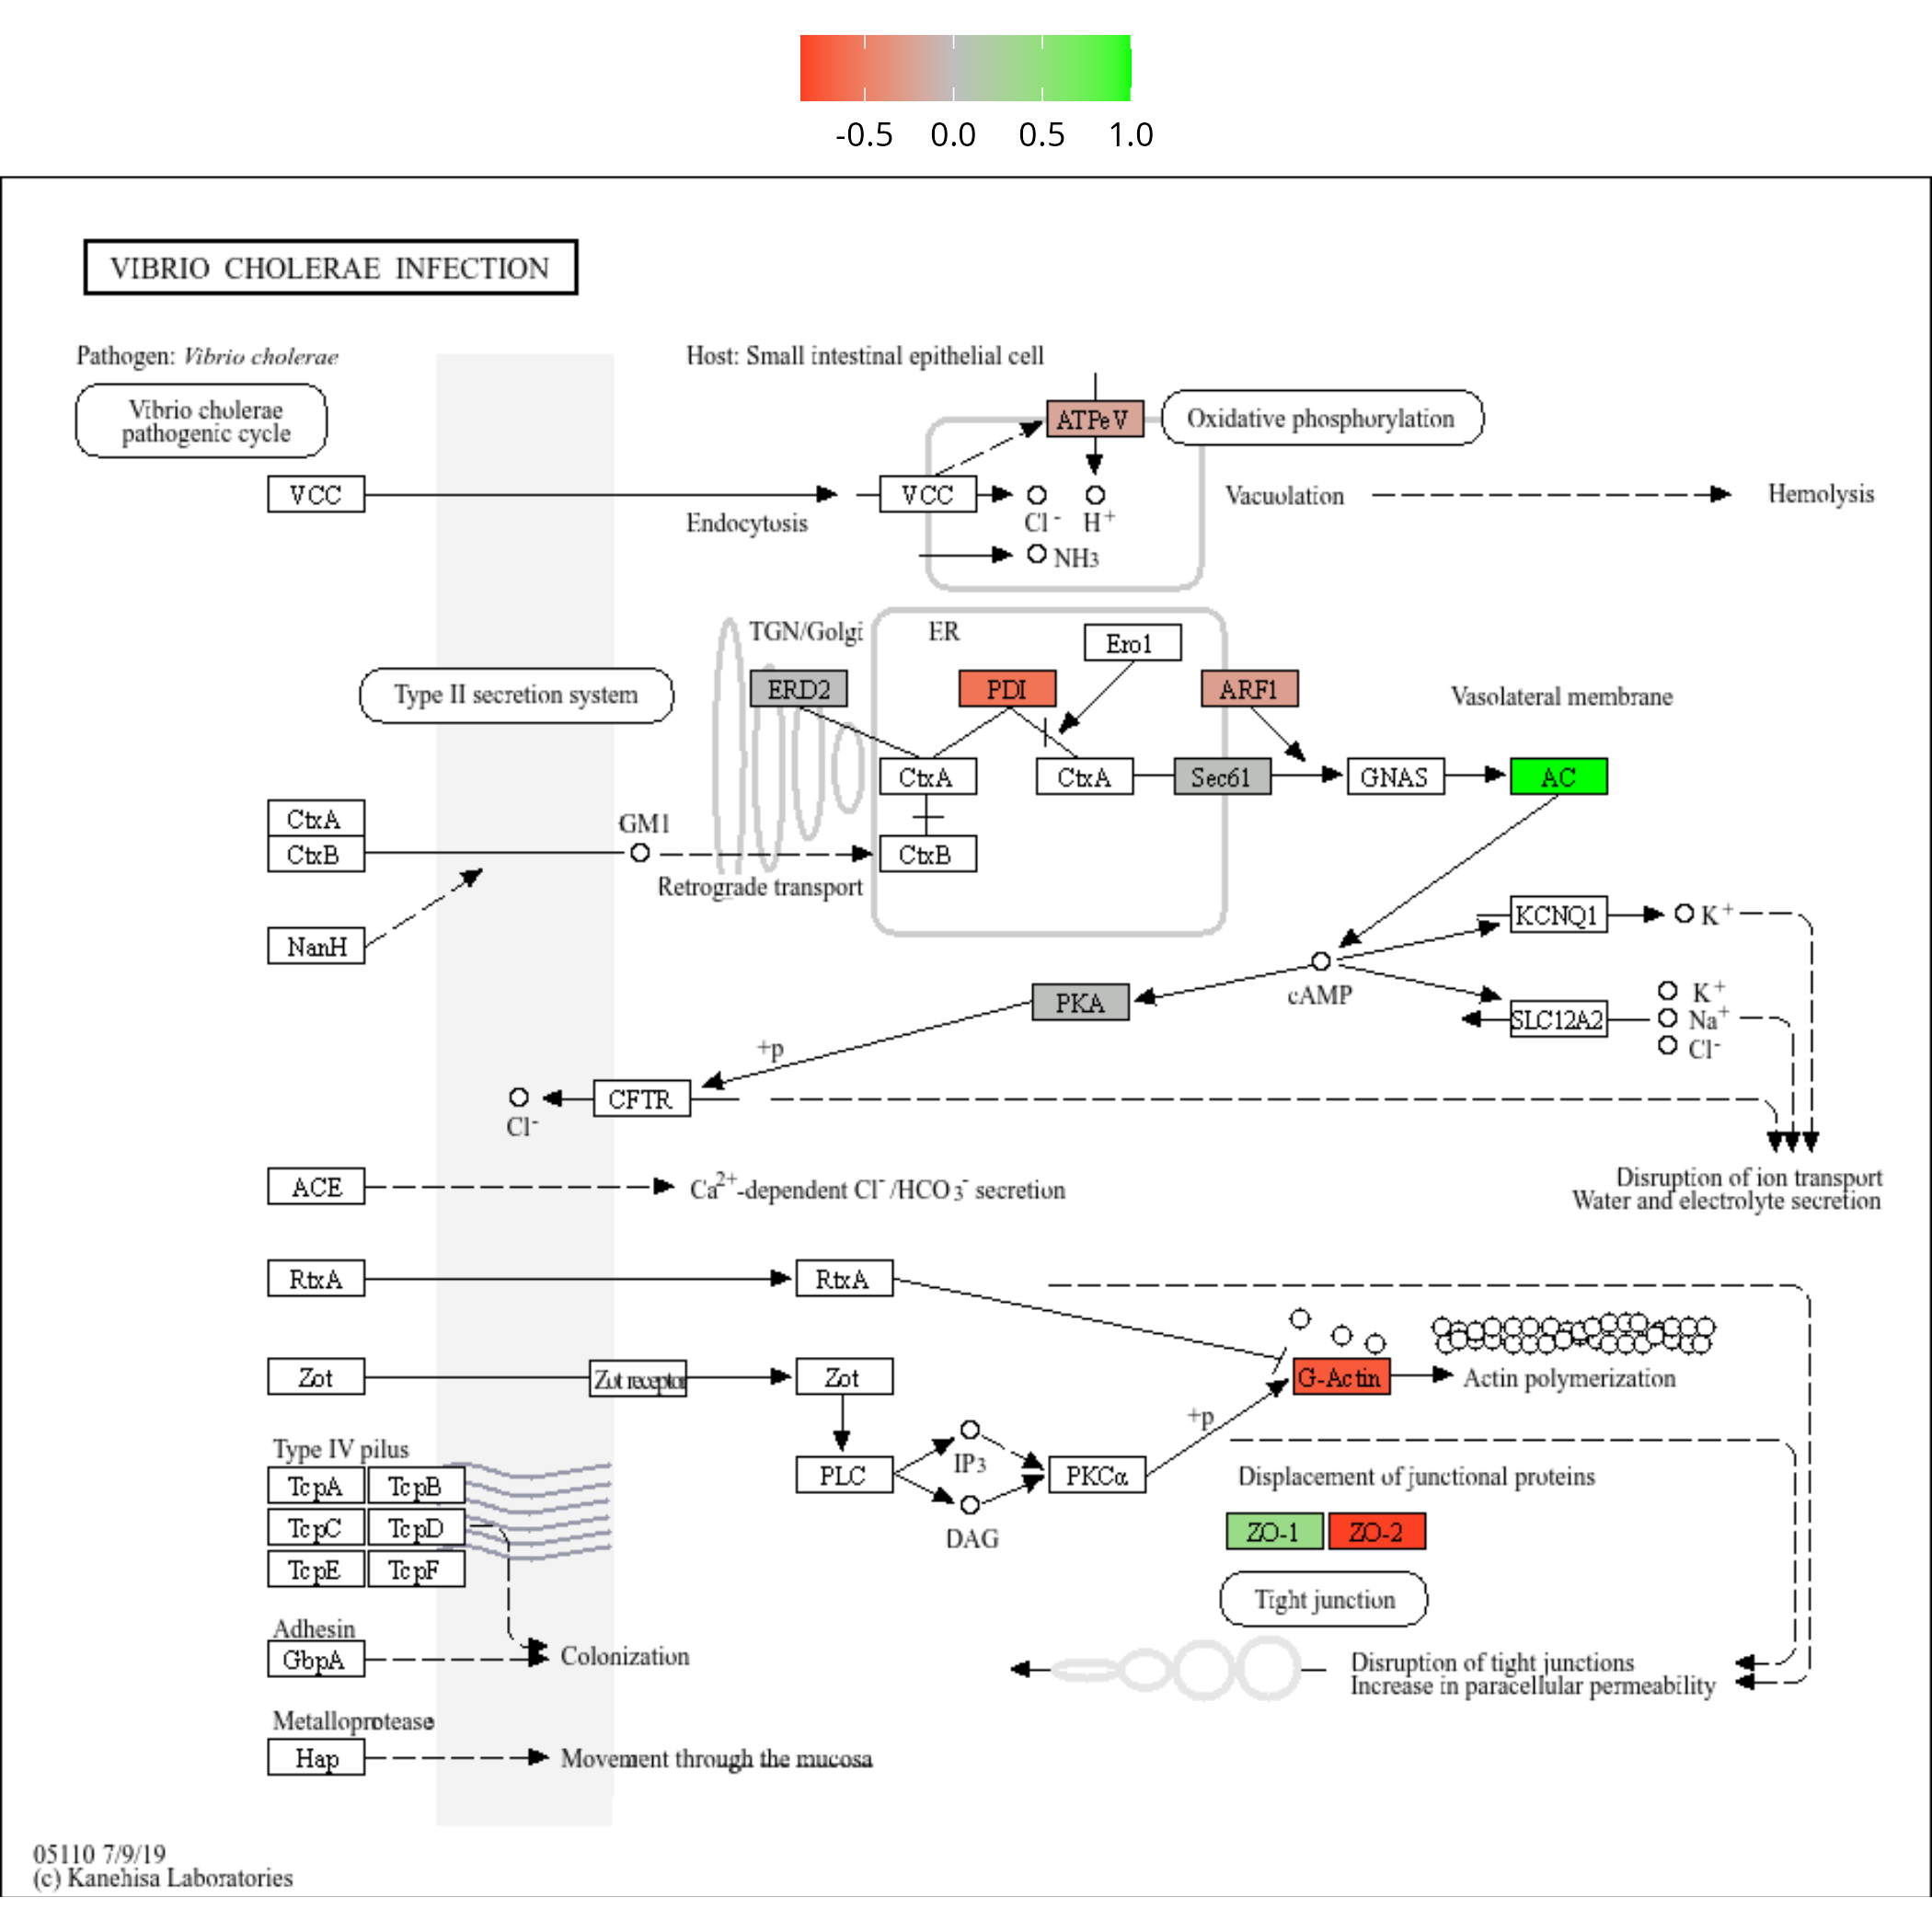 -0.5 0.0 0.5 1.0
VIBRIO CHOLERAE INFECTION
Pathogen: Vibrio cholerae
Host: Small intestinal epithelial cell
Vibrio cholerae
pathogenic cycle
ATPeV
Oxidative phosphorylation
VCC
VCC
Vacuolation
Hemolysis
Endocytosis
Cl-
H+
NH3
TGN/Golgi
ER
Ero1
Type II secretion system
ERD2
PDI
ARF1
Vasolateral membrane
CtxA
CtxA
Sec61
GNAS
AC
CtxA
GM1
CtxB
CtxB
Retrograde transport
KCNQ1
K+
NanH
PKA
cAMP
K+
SLC12A2
Na+
Cl-
+p
CFTR
Cl-
ACE
Ca2+-dependent Cl-/HCO3- secretion
Disruption of ion transport
Water and electrolyte secretion
RtxA
RtxA
Zot
Zot receptor
Zot
G-Actin
Actin polymerization
+p
Type IV pilus
IP3
TcpA TcpB
PLC
PKCα
Displacement of junctional proteins
TcpC TcpD
DAG
ZO-1 ZO-2
TcpE TcpF
Tight junction
Adhesin
GbpA
Colonization
Disruption of tight junctions
Increase in paracellular permeability
Metalloprotease
Hap
Movement through the mucosa
05110 7/9/19
(c) Kanehisa Laboratories